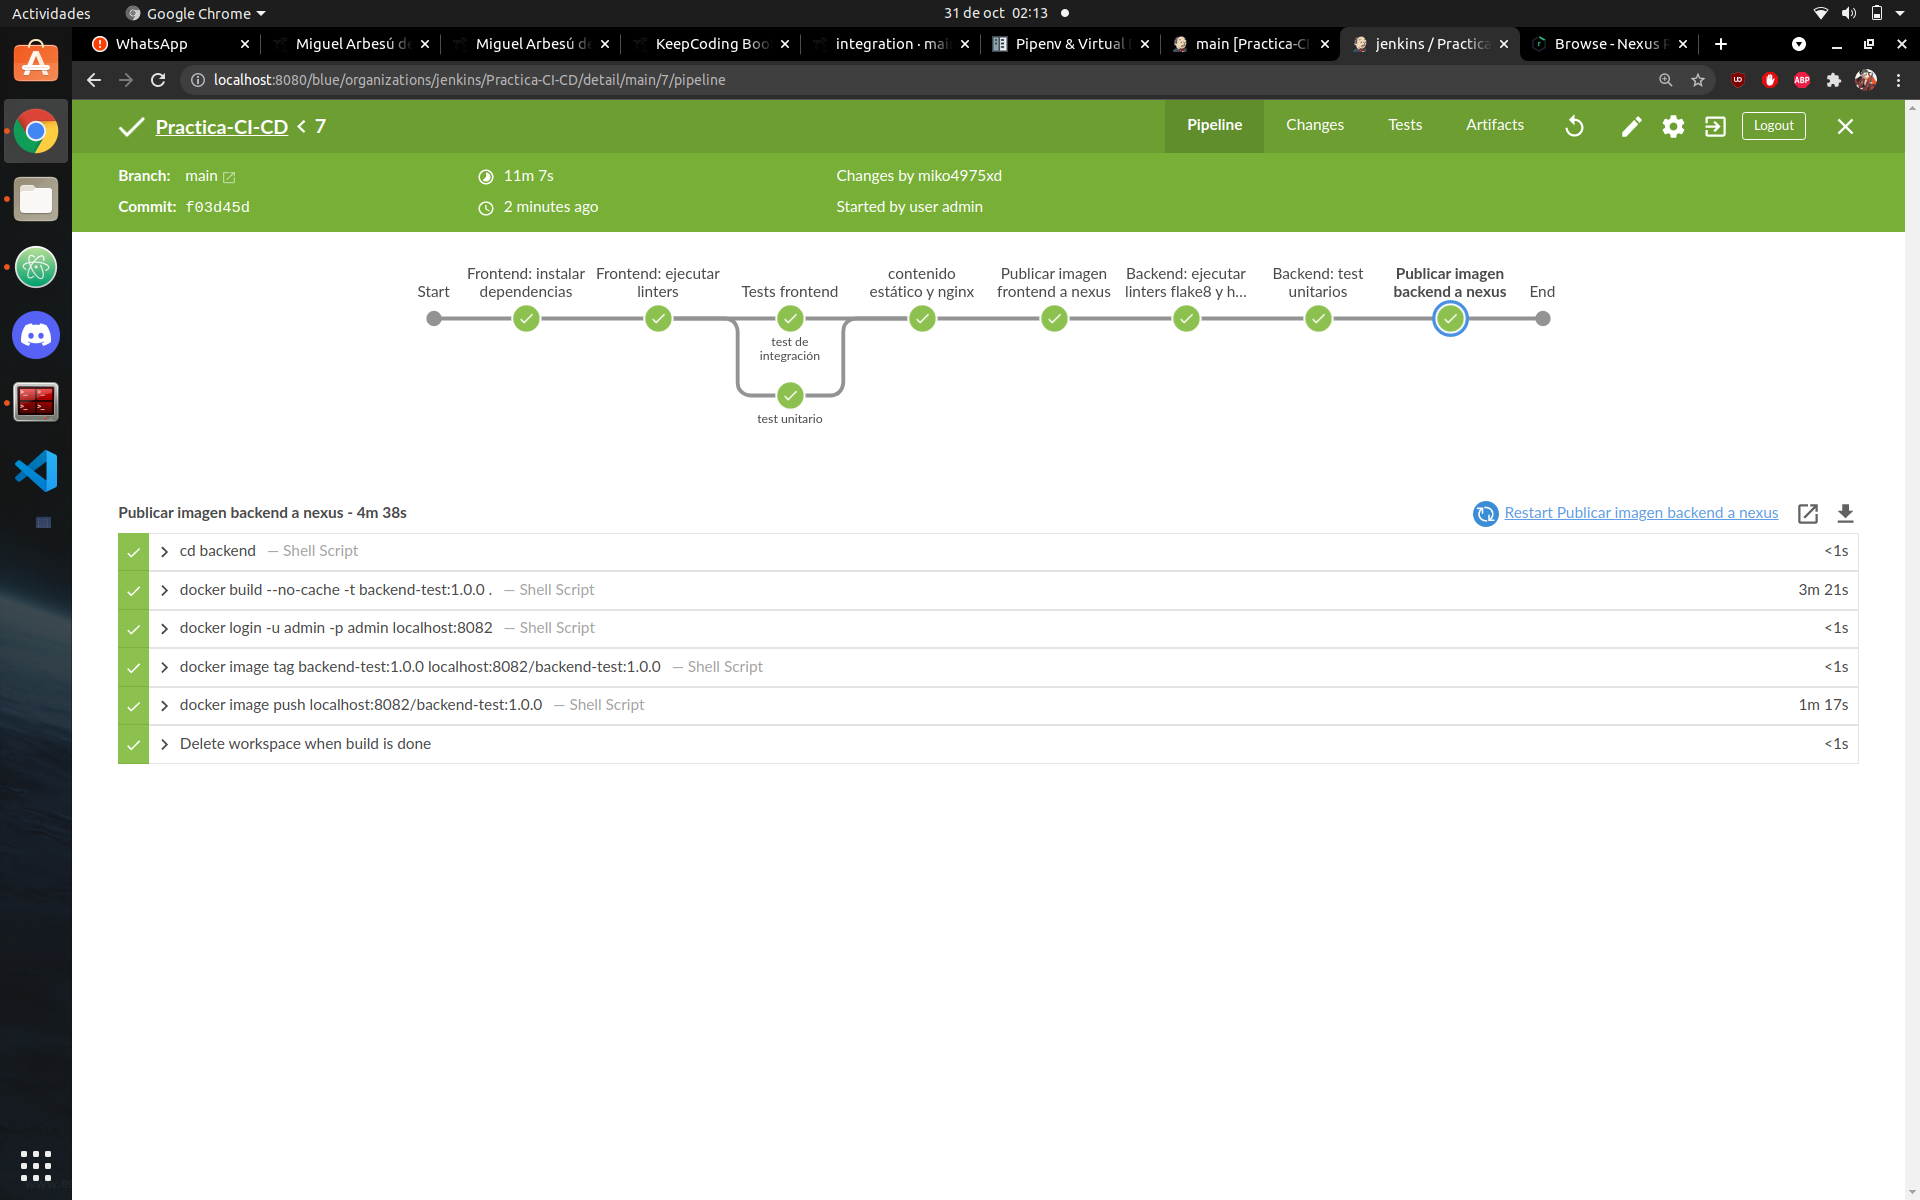 Actividades
Google Chrome
31 de oct 02:13
WhatsApp
Miguel Arbesú de
Miguel Arbesú de
KeepCoding Boo
integration · mai
Pipenv & Virtual
main [Practica-CI
jenkins / Practica
Browse - Nexus
localhost:8080/blue/organizations/jenkins/Practica-CI-CD/detail/main/7/pipeline
Practica-CI-CD < 7
Pipeline
Changes
Tests
Artifacts
Logout
Branch: main
11m 7s
Changes by miko4975xd
Commit: f03d45d
2 minutes ago
Started by user admin
Start
Frontend: instalar
dependencias
Frontend: ejecutar
linters
Tests frontend
contenido
estático y nginx
Publicar imagen
frontend a nexus
Backend: ejecutar
linters flake8 y h...
Backend: test
unitarios
Publicar imagen
backend a nexus
End
test de
integración
test unitario
Publicar imagen backend a nexus - 4m 38s
Restart Publicar imagen backend a nexus
cd backend — Shell Script <1s
docker build --no-cache -t backend-test:1.0.0 . — Shell Script 3m 21s
docker login -u admin -p admin localhost:8082 — Shell Script <1s
docker image tag backend-test:1.0.0 localhost:8082/backend-test:1.0.0 — Shell Script <1s
docker image push localhost:8082/backend-test:1.0.0 — Shell Script 1m 17s
Delete workspace when build is done <1s